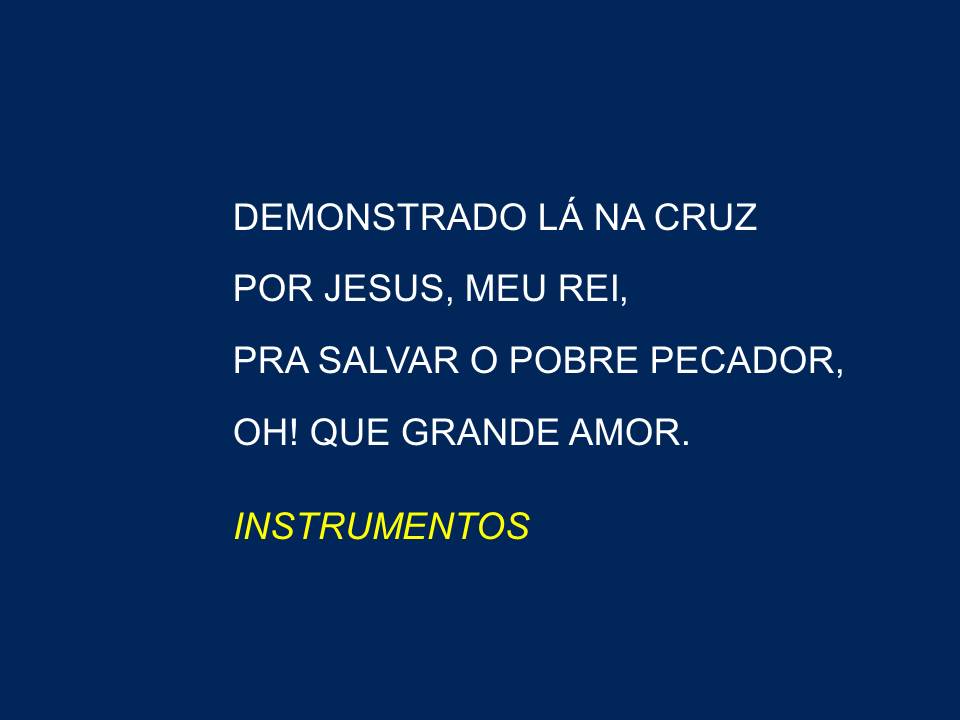 DEMONSTRADO LÁ NA CRUZ
POR JESUS, MEU REI,
PRA SALVAR O POBRE PECADOR,
OH! QUE GRANDE AMOR.
INSTRUMENTOS